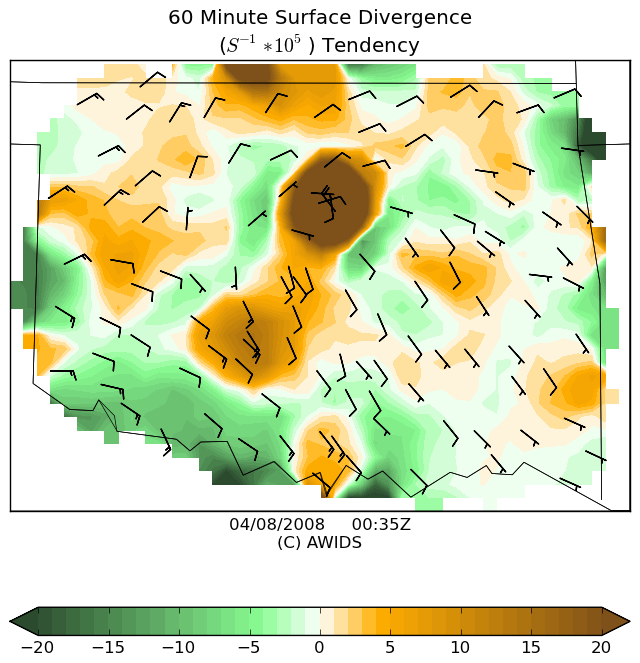 60 Minute Surface Divergence
(S⁻¹ * 10⁵ ) Tendency
04/08/2008 00:35Z
(C) AWIDS
−20 −15 −10 −5 0 5 10 15 20